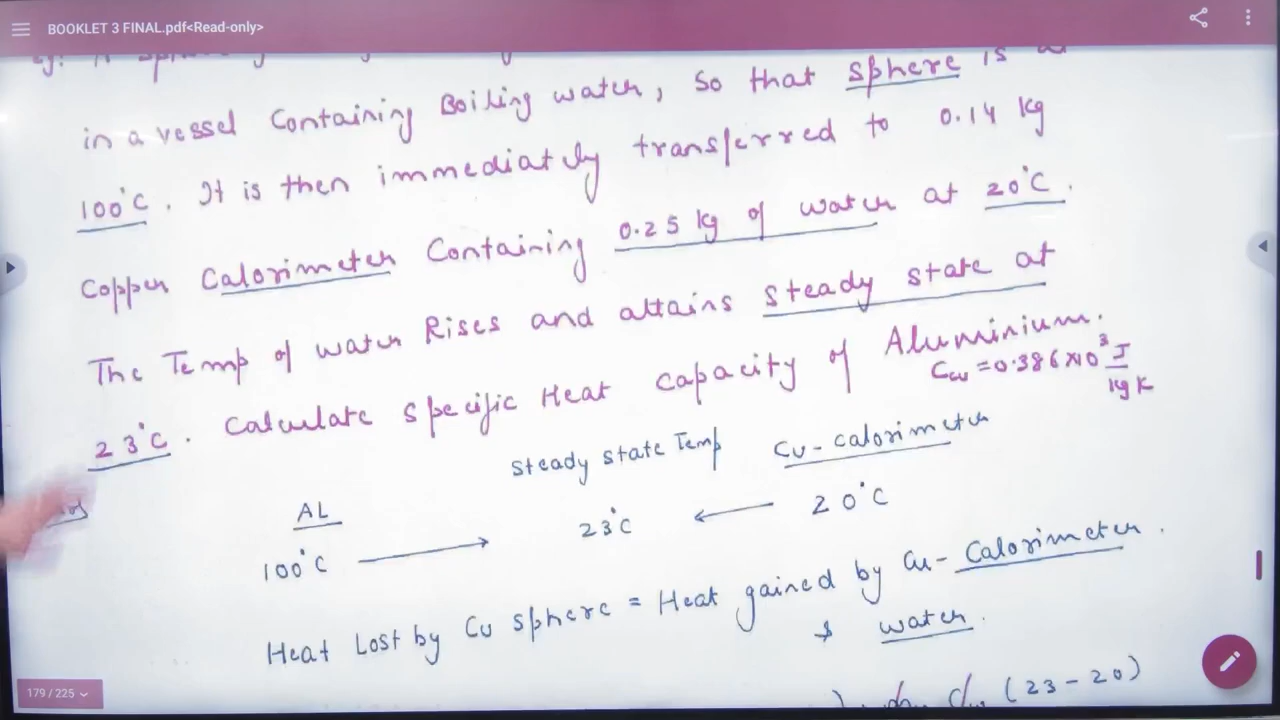 BOOKLET 3 FINAL.pdf<Read-only>
in a vessel Containing Boiling water, So that sphere is
100°C. It is then immediately transferred to 0.14 kg
Copper Calorimeter Containing 0.25 kg of water at 20°C.
The Temp of water Rises and attains steady state at
23°C. Calculate specific Heat capacity of Aluminium.
Ccu = 0.386×10³ J/kg K
steady state Temp Cu-calorimeter
AL
100°C 23°C 20°C
Heat Lost by Cu sphere = Heat gained by Cu-Calorimeter.
& water.
(23-20)
179 / 225